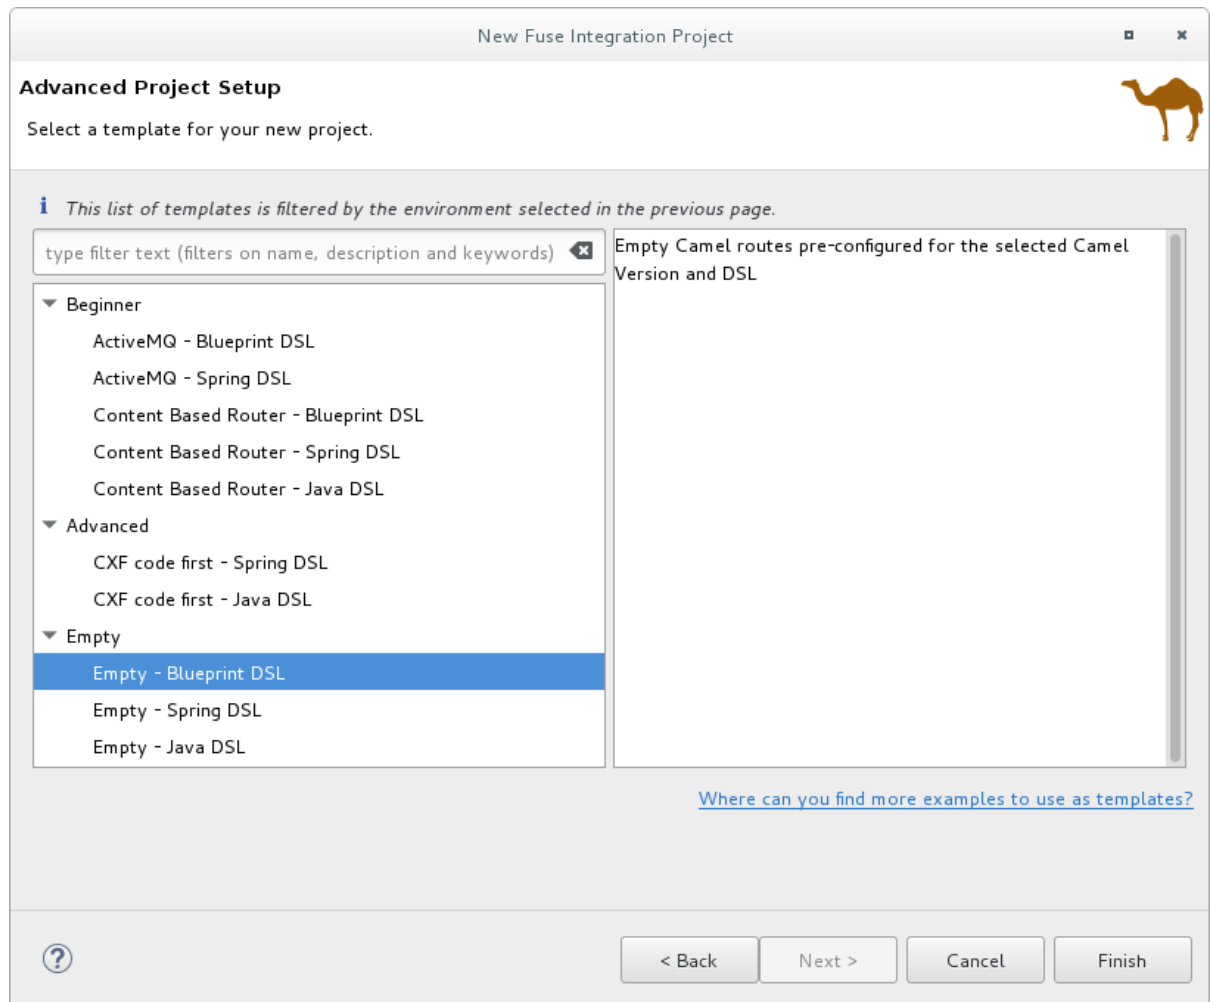 New Fuse Integration Project
Advanced Project Setup
Select a template for your new project.
i This list of templates is filtered by the environment selected in the previous page.
type filter text (filters on name, description and keywords)
Beginner
ActiveMQ - Blueprint DSL
ActiveMQ - Spring DSL
Content Based Router - Blueprint DSL
Content Based Router - Spring DSL
Content Based Router - Java DSL
Advanced
CXF code first - Spring DSL
CXF code first - Java DSL
Empty
Empty - Blueprint DSL
Empty - Spring DSL
Empty - Java DSL
Empty Camel routes pre-configured for the selected Camel
Version and DSL
Where can you find more examples to use as templates?
?
< Back
Next >
Cancel
Finish